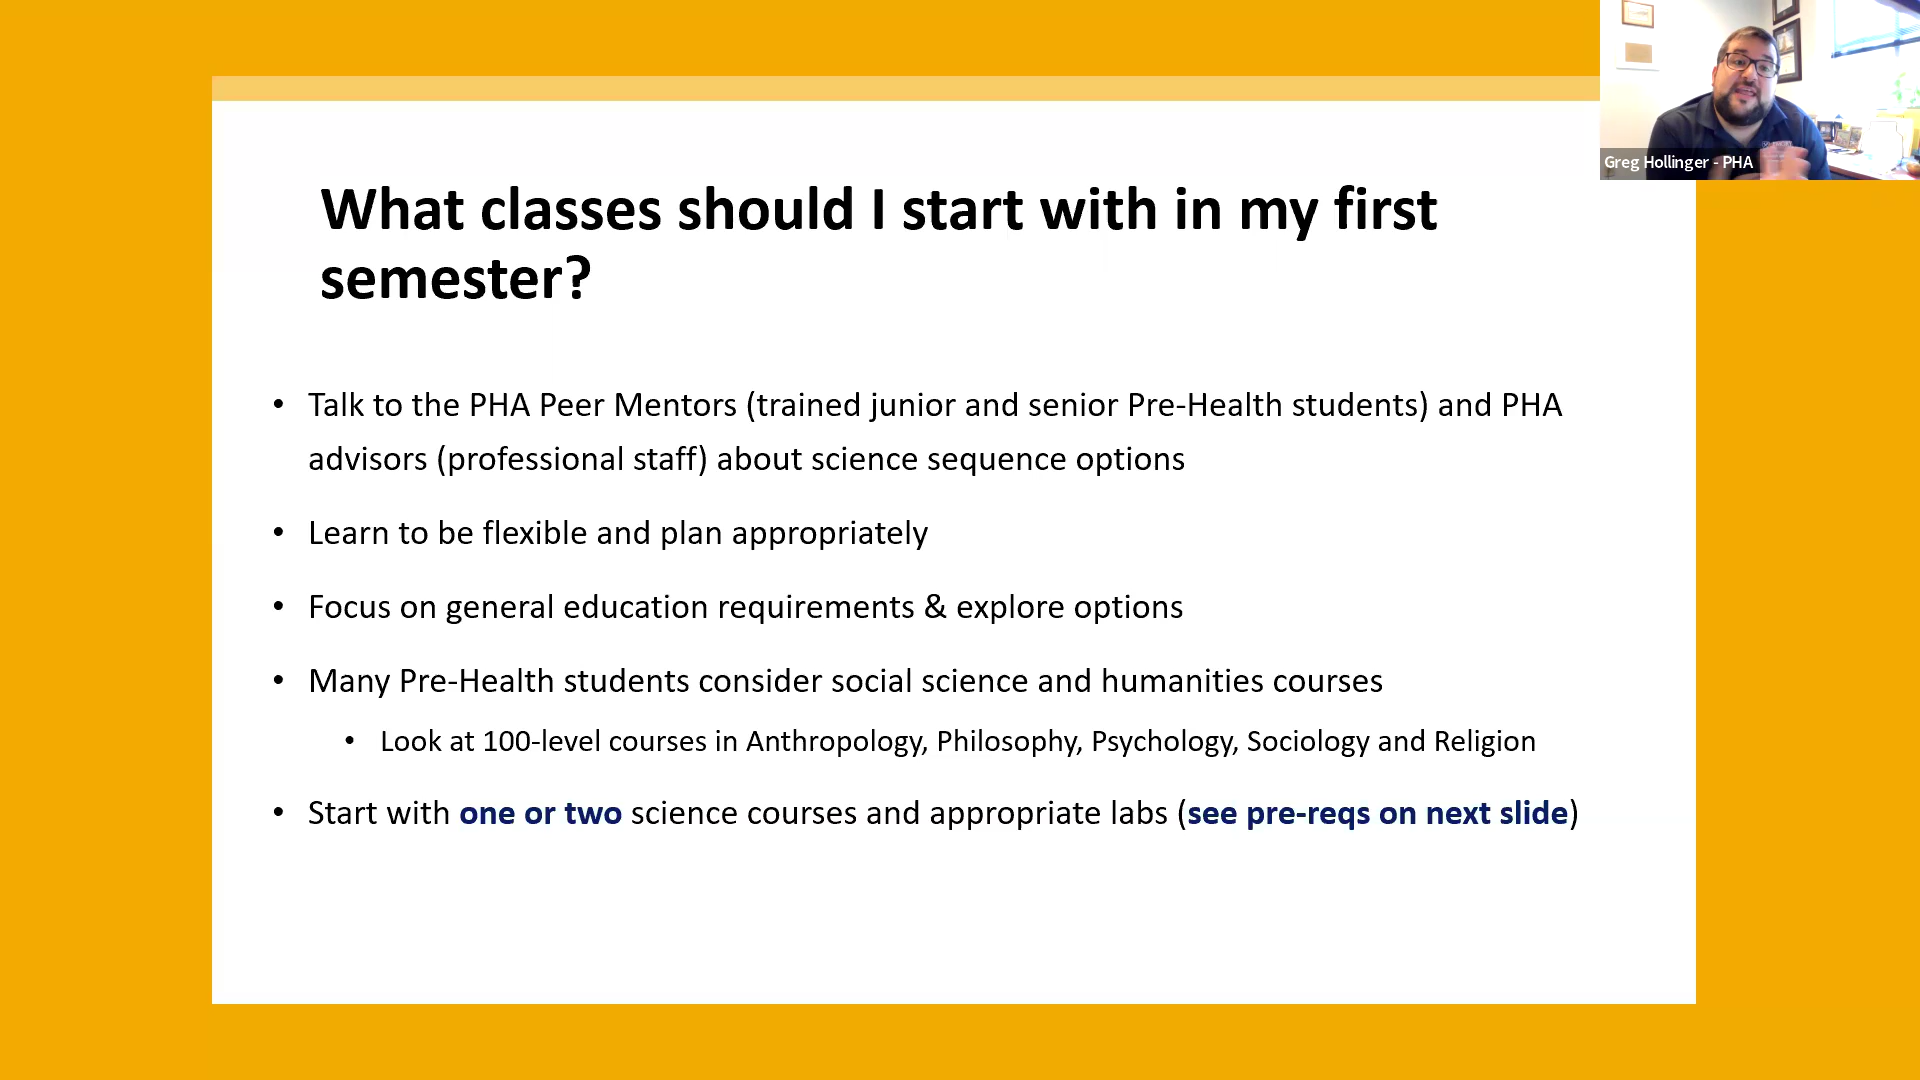 Greg Hollinger - PHA
What classes should I start with in my first
semester?
• Talk to the PHA Peer Mentors (trained junior and senior Pre-Health students) and PHA
advisors (professional staff) about science sequence options
• Learn to be flexible and plan appropriately
• Focus on general education requirements & explore options
• Many Pre-Health students consider social science and humanities courses
• Look at 100-level courses in Anthropology, Philosophy, Psychology, Sociology and Religion
• Start with one or two science courses and appropriate labs (see pre-reqs on next slide)